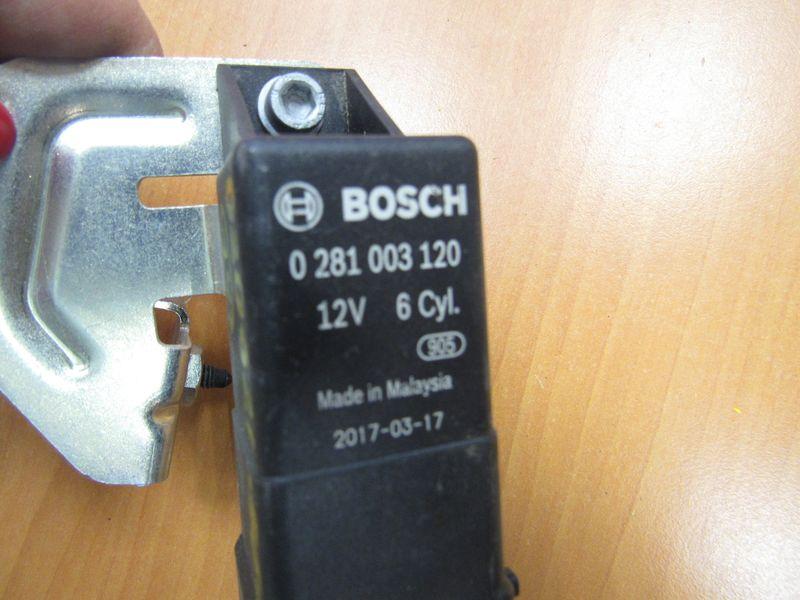 BOSCH
0 281 003 120
12V 6 Cyl.
905
Made in Malaysia
2017-03-17